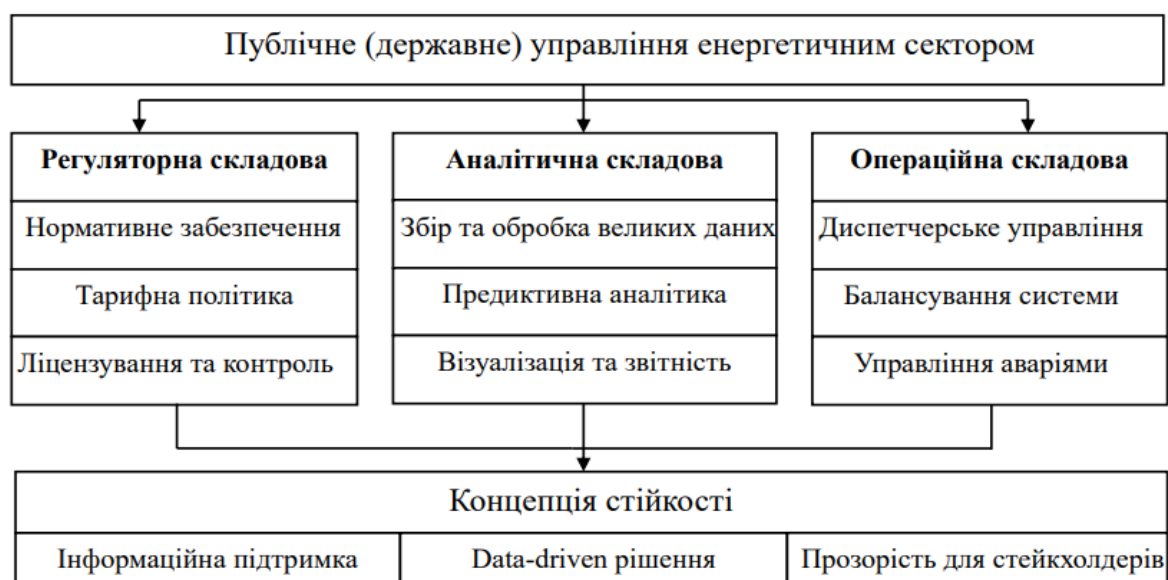 Публічне (державне) управління енергетичним сектором
Регуляторна складова
Нормативне забезпечення
Тарифна політика
Ліцензування та контроль
Аналітична складова
Збір та обробка великих даних
Предиктивна аналітика
Візуалізація та звітність
Операційна складова
Диспетчерське управління
Балансування системи
Управління аваріями
Концепція стійкості
Інформаційна підтримка
Data-driven рішення
Прозорість для стейкхолдерів